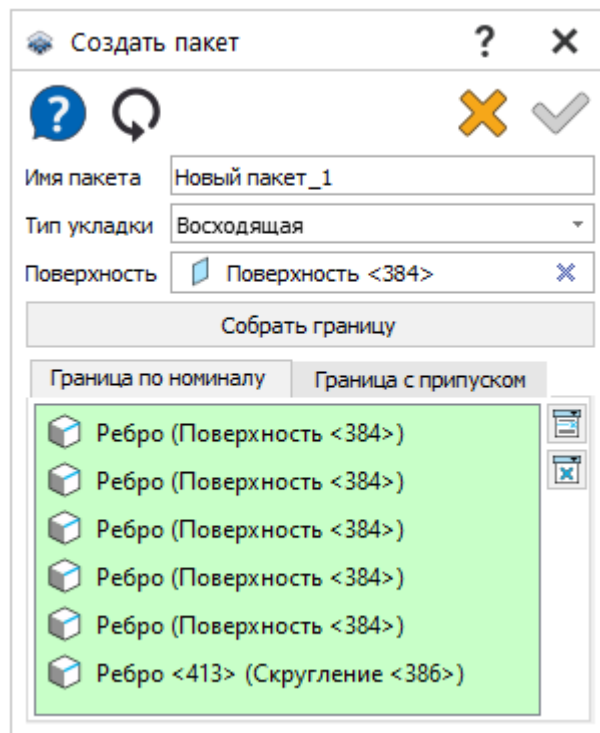 Создать пакет ? ×
?
Имя пакета Новый пакет_1
Тип укладки Восходящая
Поверхность Поверхность <384>
Собрать границу
Граница по номиналу Граница с припуском
Ребро (Поверхность <384>)
Ребро (Поверхность <384>)
Ребро (Поверхность <384>)
Ребро (Поверхность <384>)
Ребро (Поверхность <384>)
Ребро <413> (Скругление <386>)